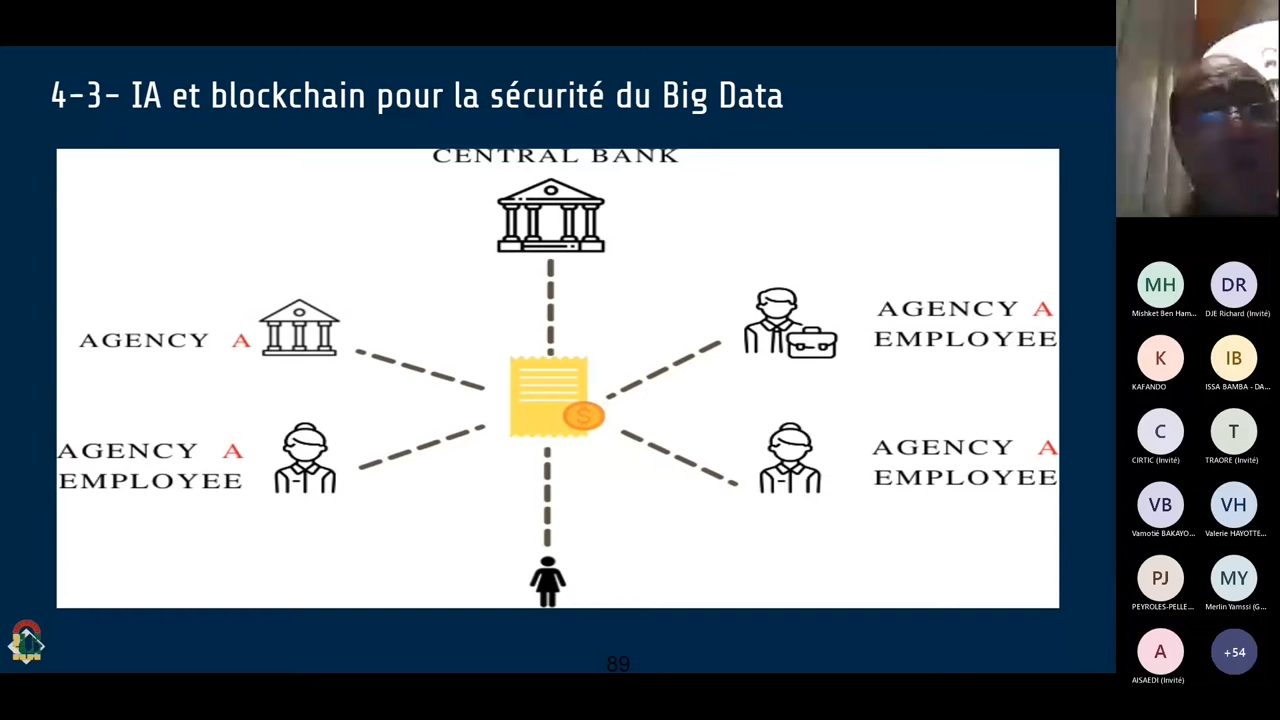 4-3- IA et blockchain pour la sécurité du Big Data
CENTRAL BANK
AGENCY A
AGENCY A
EMPLOYEE
AGENCY A
EMPLOYEE
AGENCY A
EMPLOYEE
$
89
MH
DR
Mishket Ben Ham...
DJE Richard (Invité)
K
IB
KAFANDO
ISSA BAMBA - DA...
C
T
CIRTIC (Invité)
TRAORE (Invité)
VB
VH
Vamotié BAKAYO...
Valerie HAYOTTE...
PJ
MY
PEYROLES-PELLE...
Merlin Yamssi (G...
A
+54
AISAEDI (Invité)